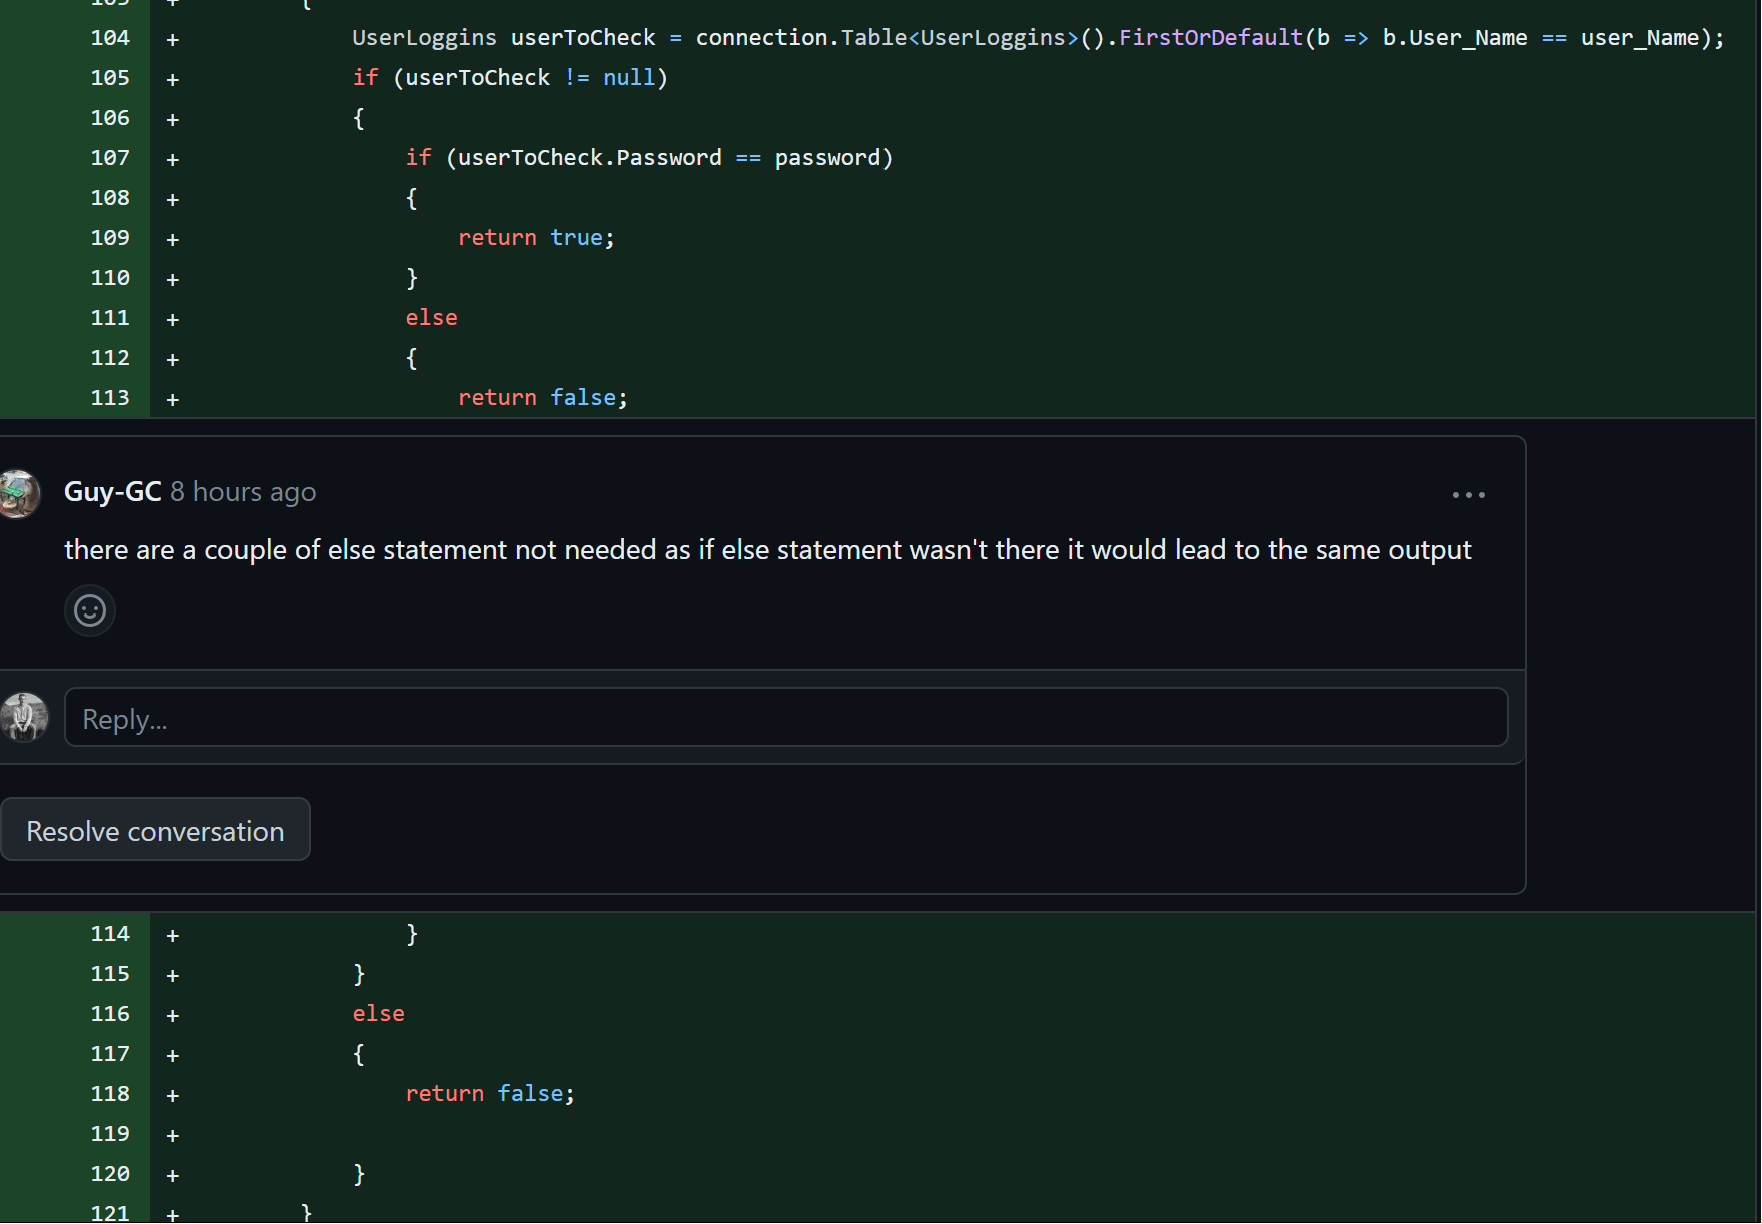 103 + {
104 + UserLoggins userToCheck = connection.Table<UserLoggins>().FirstOrDefault(b => b.User_Name == user_Name);
105 + if (userToCheck != null)
106 + {
107 + if (userToCheck.Password == password)
108 + {
109 + return true;
110 + }
111 + else
112 + {
113 + return false;
Guy-GC 8 hours ago
there are a couple of else statement not needed as if else statement wasn't there it would lead to the same output
Reply...
Resolve conversation
114 + }
115 + }
116 + else
117 + {
118 + return false;
119 +
120 + }
121 + }